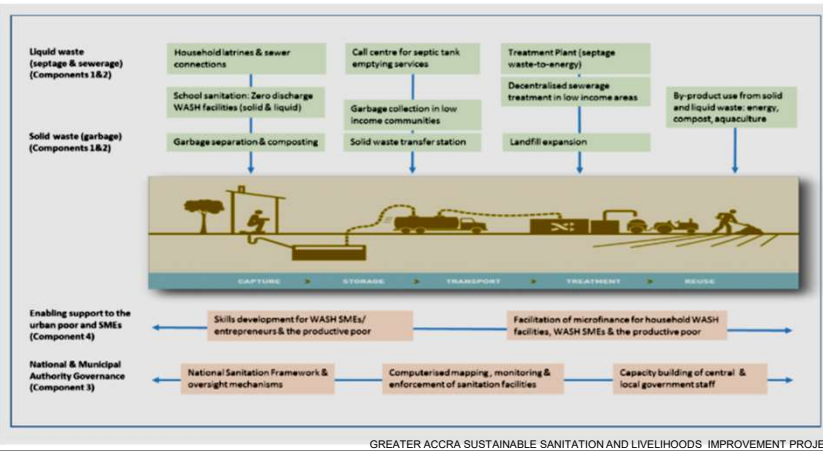 Liquid waste
(septage & sewerage)
(Components 1&2)
Household latrines & sewer
connections
Call centre for septic tank
emptying services
Treatment Plant (septage
waste-to-energy)
School sanitation: Zero discharge
WASH facilities (solid & liquid)
Garbage collection in low
income communities
Decentralised sewerage
treatment in low income areas
By-product use from solid
and liquid waste: energy,
compost, aquaculture
Solid waste (garbage)
(Components 1&2)
Garbage separation & composting
Solid waste transfer station
Landfill expansion
CAPTURE > STORAGE > TRANSPORT > TREATMENT > REUSE
Enabling support to the
urban poor and SMEs
(Component 4)
Skills development for WASH SMEs/
entrepreneurs & the productive poor
Facilitation of microfinance for household WASH
facilities, WASH SMEs & the productive poor
National & Municipal
Authority Governance
(Component 3)
National Sanitation Framework &
oversight mechanisms
Computerised mapping, monitoring &
enforcement of sanitation facilities
Capacity building of central &
local government staff
GREATER ACCRA SUSTAINABLE SANITATION AND LIVELIHOODS IMPROVEMENT PROJE